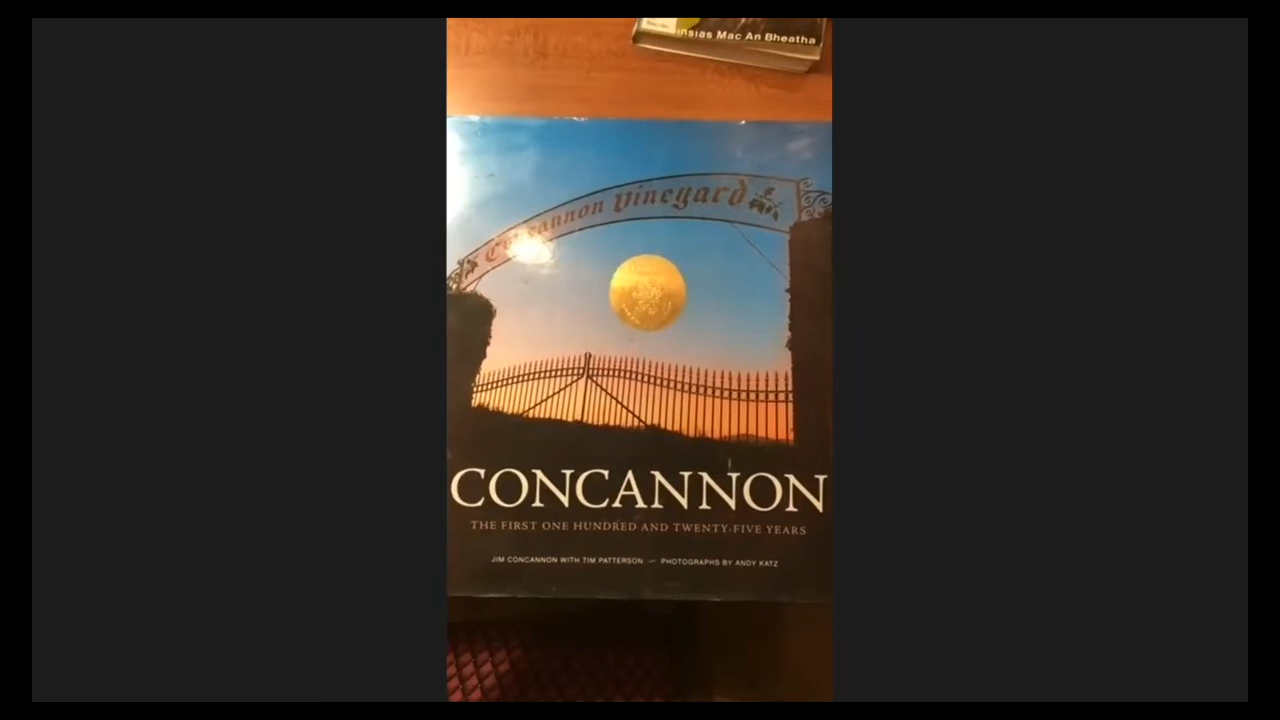 Mac An Bheatha
Concannon Vineyard
CONCANNON
THE FIRST ONE HUNDRED AND TWENTY-FIVE YEARS
JIM CONCANNON WITH TIM PATTERSON — PHOTOGRAPHS BY ANDY KATZ